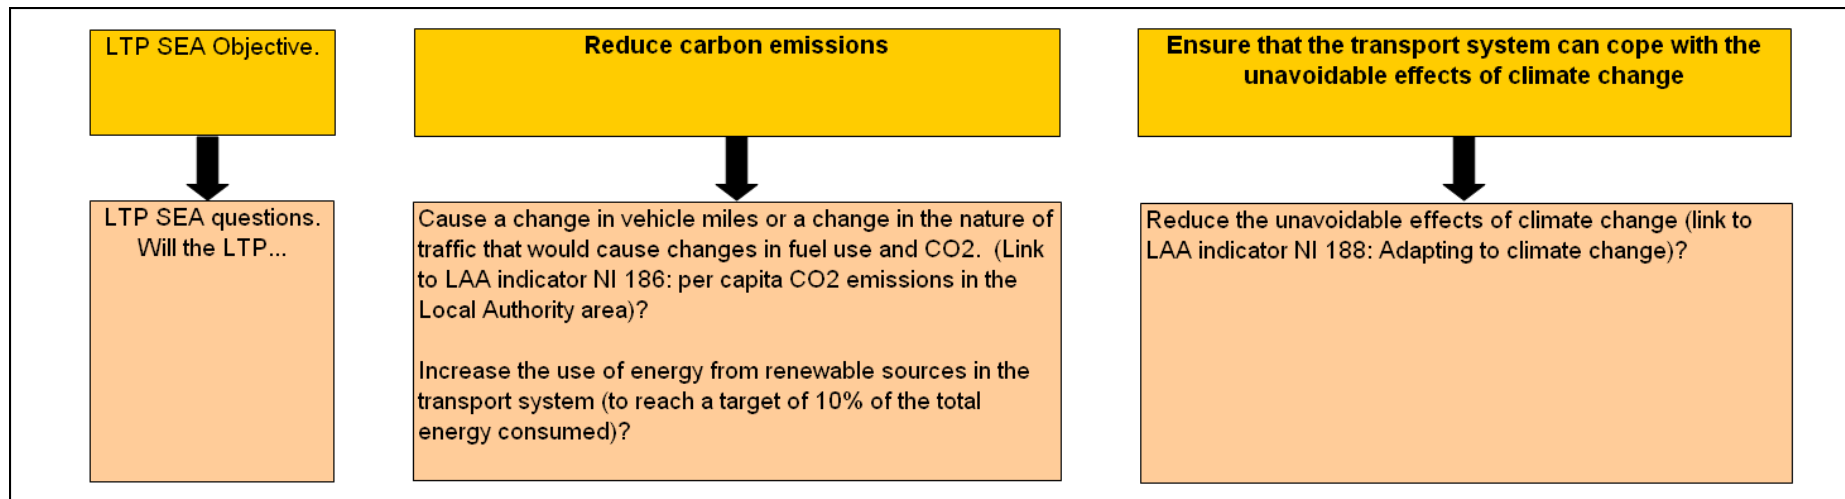 LTP SEA Objective.
Reduce carbon emissions
Ensure that the transport system can cope with the
unavoidable effects of climate change
LTP SEA questions.
Will the LTP...
Cause a change in vehicle miles or a change in the nature of
traffic that would cause changes in fuel use and CO2.  (Link
to LAA indicator NI 186: per capita CO2 emissions in the
Local Authority area)?
Increase the use of energy from renewable sources in the
transport system (to reach a target of 10% of the total
energy consumed)?
Reduce the unavoidable effects of climate change (link to
LAA indicator NI 188: Adapting to climate change)?